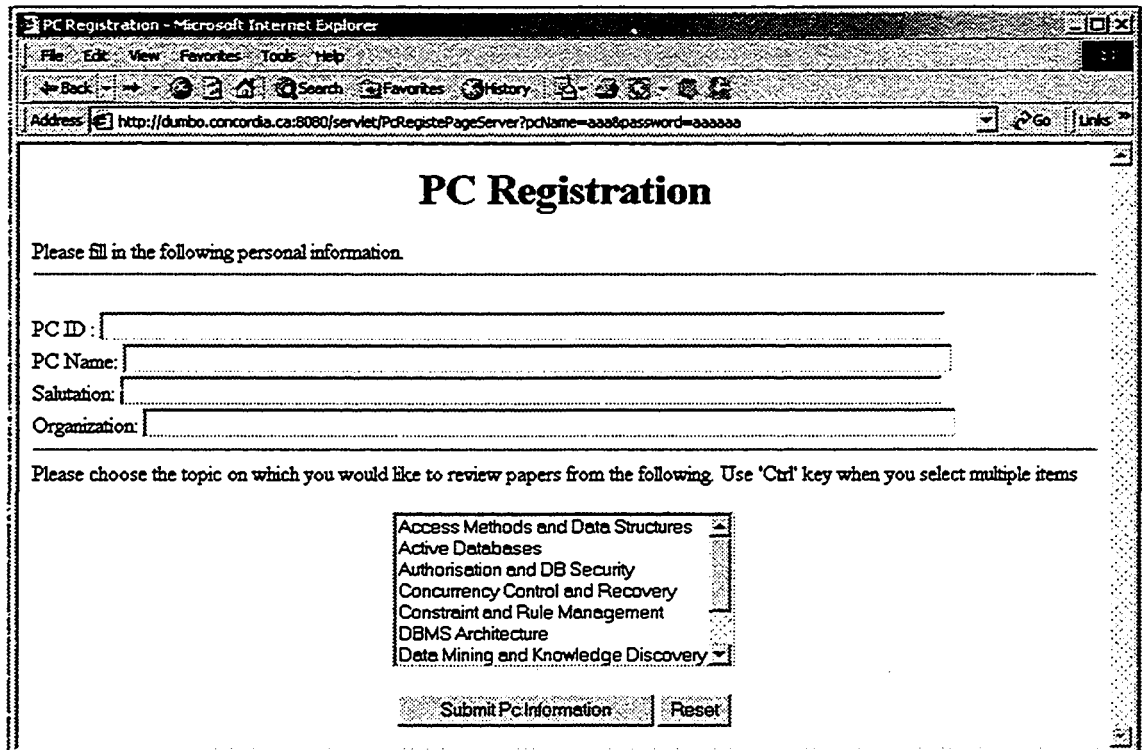 PC Registration - Microsoft Internet Explorer
File Edit View Favorites Tools Help
Back Search Favorites History
Address http://dumbo.concordia.ca:8080/servlet/PcRegistePageServer?pcName=aaa&password=aaaaaa Go Links »
PC Registration
Please fill in the following personal information.
PC ID :
PC Name:
Salutation:
Organization:
Please choose the topic on which you would like to review papers from the following. Use 'Ctrl' key when you select multiple items
Access Methods and Data Structures
Active Databases
Authorisation and DB Security
Concurrency Control and Recovery
Constraint and Rule Management
DBMS Architecture
Data Mining and Knowledge Discovery
Submit Pc Information Reset